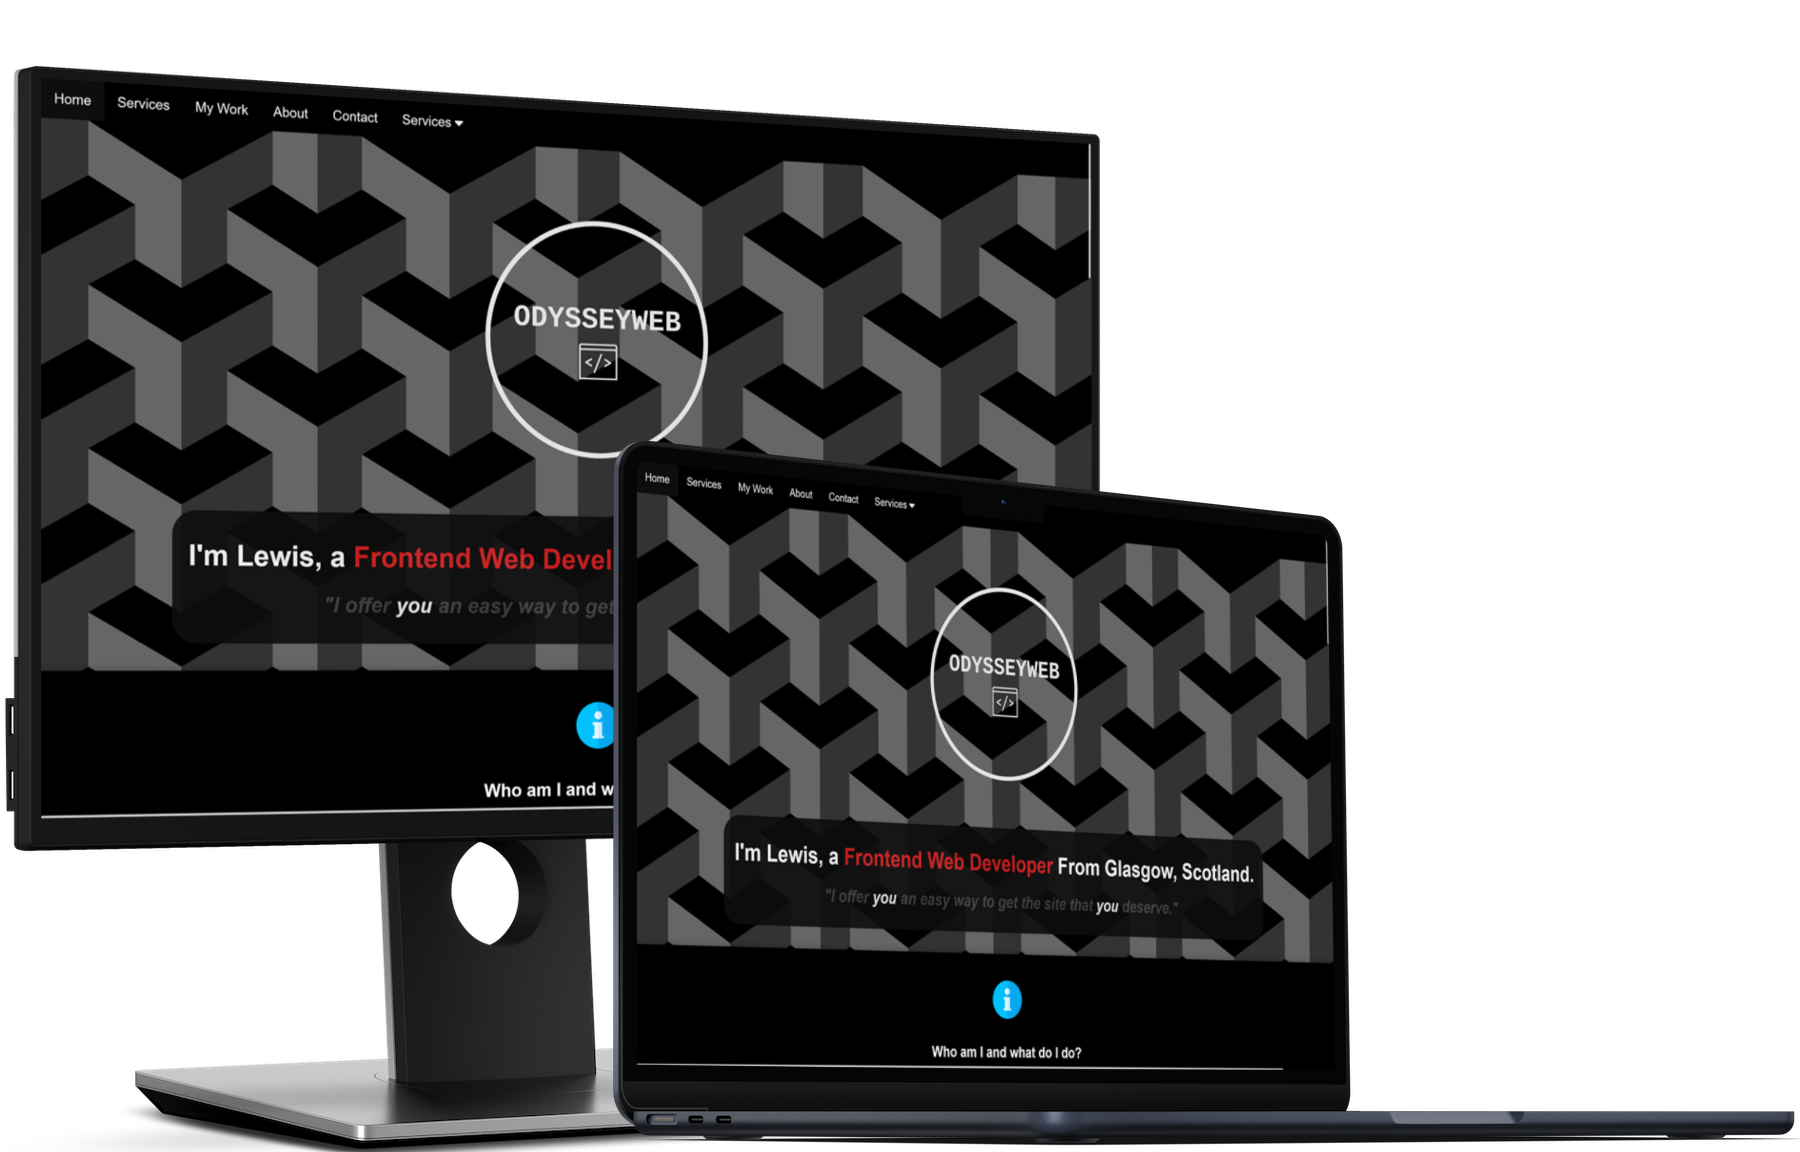 Home Services My Work About Contact Services
ODYSSEYWEB
</>
I'm Lewis, a Frontend Web Devel
"I offer you an easy way to get
i
Who am I and w
Home Services My Work About Contact Services
ODYSSEYWEB
</>
I'm Lewis, a Frontend Web Developer From Glasgow, Scotland.
"I offer you an easy way to get the site that you deserve."
i
Who am I and what do I do?